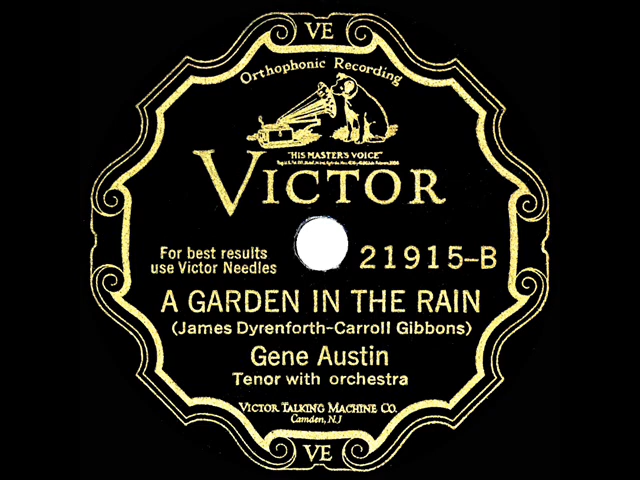 VE
Orthophonic Recording
"HIS MASTER'S VOICE"
VICTOR
For best results
use Victor Needles
21915-B
A GARDEN IN THE RAIN
(James Dyrenforth-Carroll Gibbons)
Gene Austin
Tenor with orchestra
VICTOR TALKING MACHINE CO.
Camden, N.J
VE